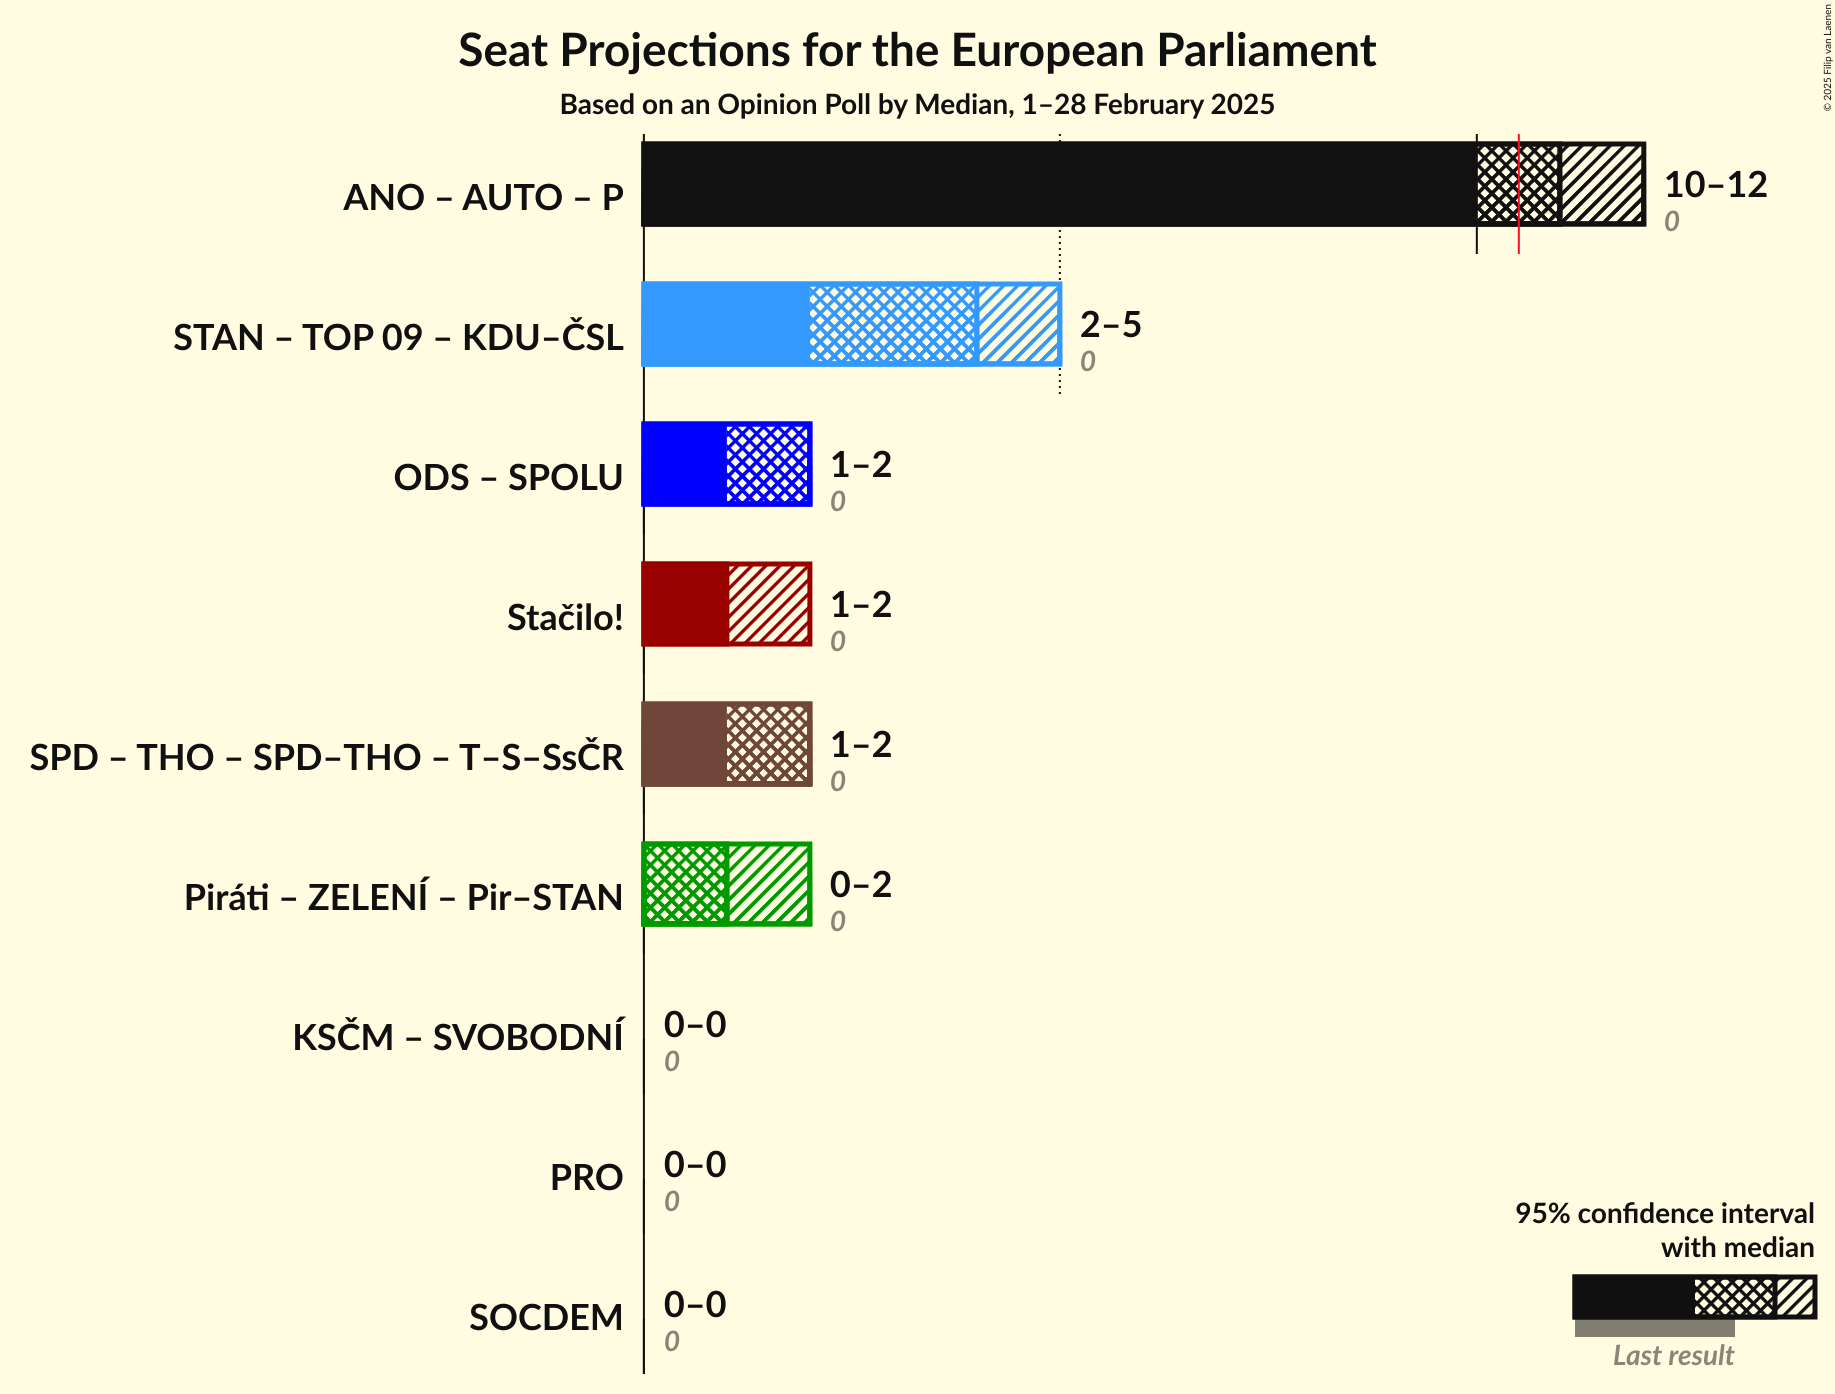 Seat Projections for the European Parliament
Based on an Opinion Poll by Median, 1–28 February 2025
© 2025 Filip van Laenen
ANO – AUTO – P
10–12
0
STAN – TOP 09 – KDU–ČSL
2–5
0
ODS – SPOLU
1–2
0
Stačilo!
1–2
0
SPD – THO – SPD–THO – T–S–SsČR
1–2
0
Piráti – ZELENÍ – Pir–STAN
0–2
0
KSČM – SVOBODNÍ
0–0
0
PRO
0–0
0
SOCDEM
0–0
0
95% confidence interval
with median
Last result